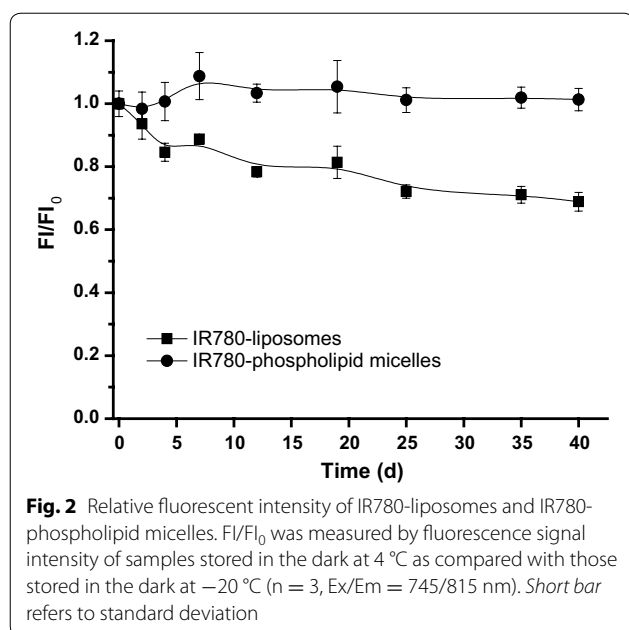 1.2
1.0
0.8
0.6
0.4
0.2
0.0
FI/FI₀
IR780-liposomes
IR780-phospholipid micelles
0 5 10 15 20 25 30 35 40
Time (d)
Fig. 2 Relative fluorescent intensity of IR780-liposomes and IR780-
phospholipid micelles. FI/FI₀ was measured by fluorescence signal
intensity of samples stored in the dark at 4 °C as compared with those
stored in the dark at −20 °C (n = 3, Ex/Em = 745/815 nm). Short bar
refers to standard deviation